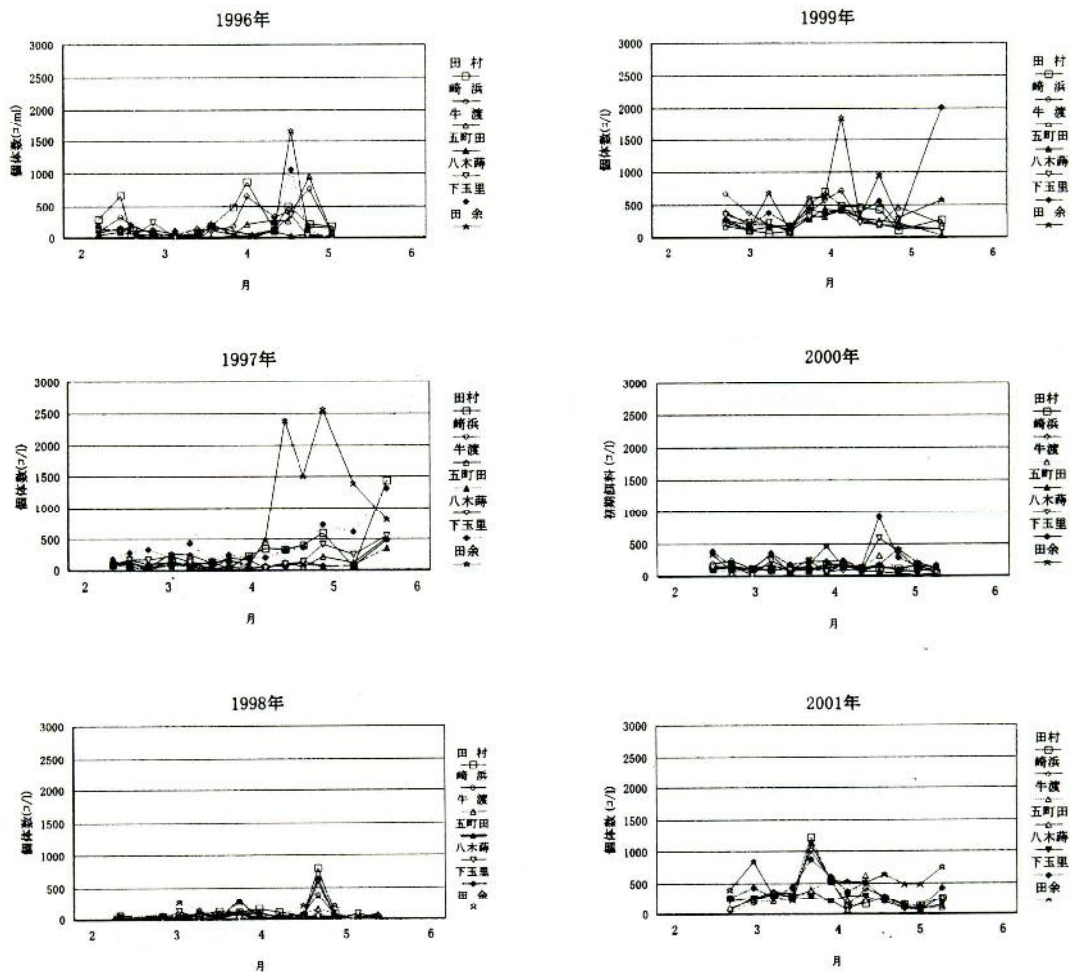 1996年
3000
2500
2000
1500
1000
500
0
個体数(コ/ml)
2 3 4 5 6
月
田 村
崎 浜
牛 渡
五町田
八木蒔
下玉里
田 余
1999年
3000
2500
2000
1500
1000
500
0
個体数(コ/l)
2 3 4 5 6
月
田 村
崎 浜
牛 渡
五町田
八木蒔
下玉里
田 余
1997年
3000
2500
2000
1500
1000
500
0
個体数(コ/l)
2 3 4 5 6
月
田村
崎浜
牛渡
五町田
八木蒔
下玉里
田余
2000年
3000
2500
2000
1500
1000
500
0
初期餌料(コ/l)
2 3 4 5 6
月
田村
崎浜
牛渡
五町田
八木蒔
下玉里
田余
1998年
3000
2500
2000
1500
1000
500
0
個体数(コ/l)
2 3 4 5 6
月
田 村
崎 浜
牛 渡
五町田
八木蒔
下玉里
田 余
2001年
3000
2500
2000
1500
1000
500
0
個体数(コ/l)
2 3 4 5 6
月
田村
崎浜
牛渡
五町田
八木蒔
下玉里
田余